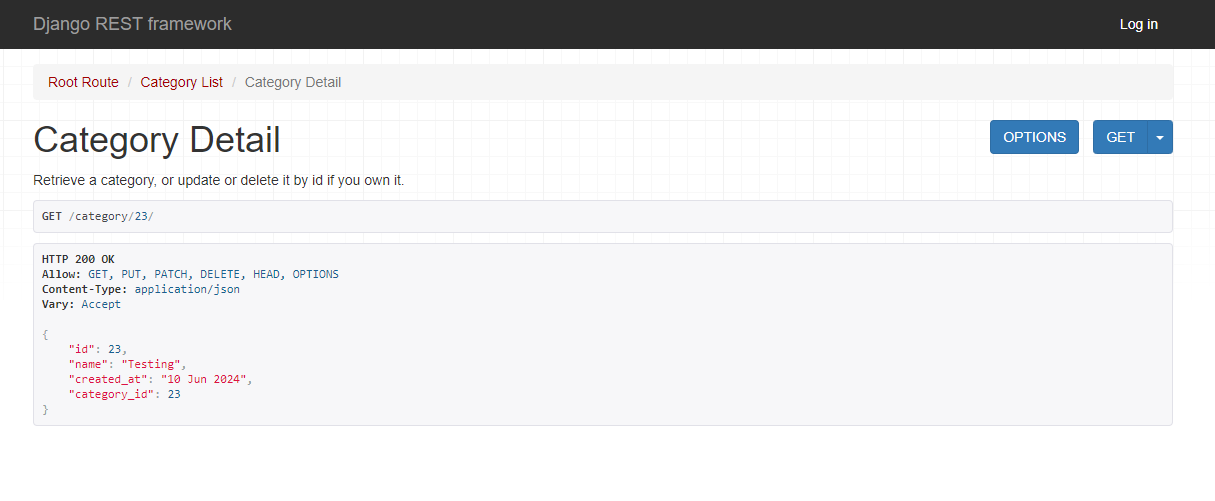 Django REST framework Log in
Root Route / Category List / Category Detail
Category Detail OPTIONS GET
Retrieve a category, or update or delete it by id if you own it.
GET /category/23/
HTTP 200 OK
Allow: GET, PUT, PATCH, DELETE, HEAD, OPTIONS
Content-Type: application/json
Vary: Accept
{
    "id": 23,
    "name": "Testing",
    "created_at": "10 Jun 2024",
    "category_id": 23
}